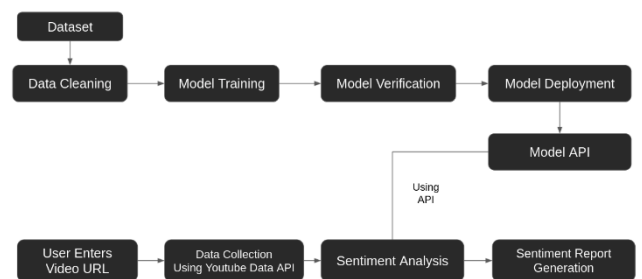 Dataset
Data Cleaning
Model Training
Model Verification
Model Deployment
Model API
Using
API
User Enters
Video URL
Data Collection
Using Youtube Data API
Sentiment Analysis
Sentiment Report
Generation